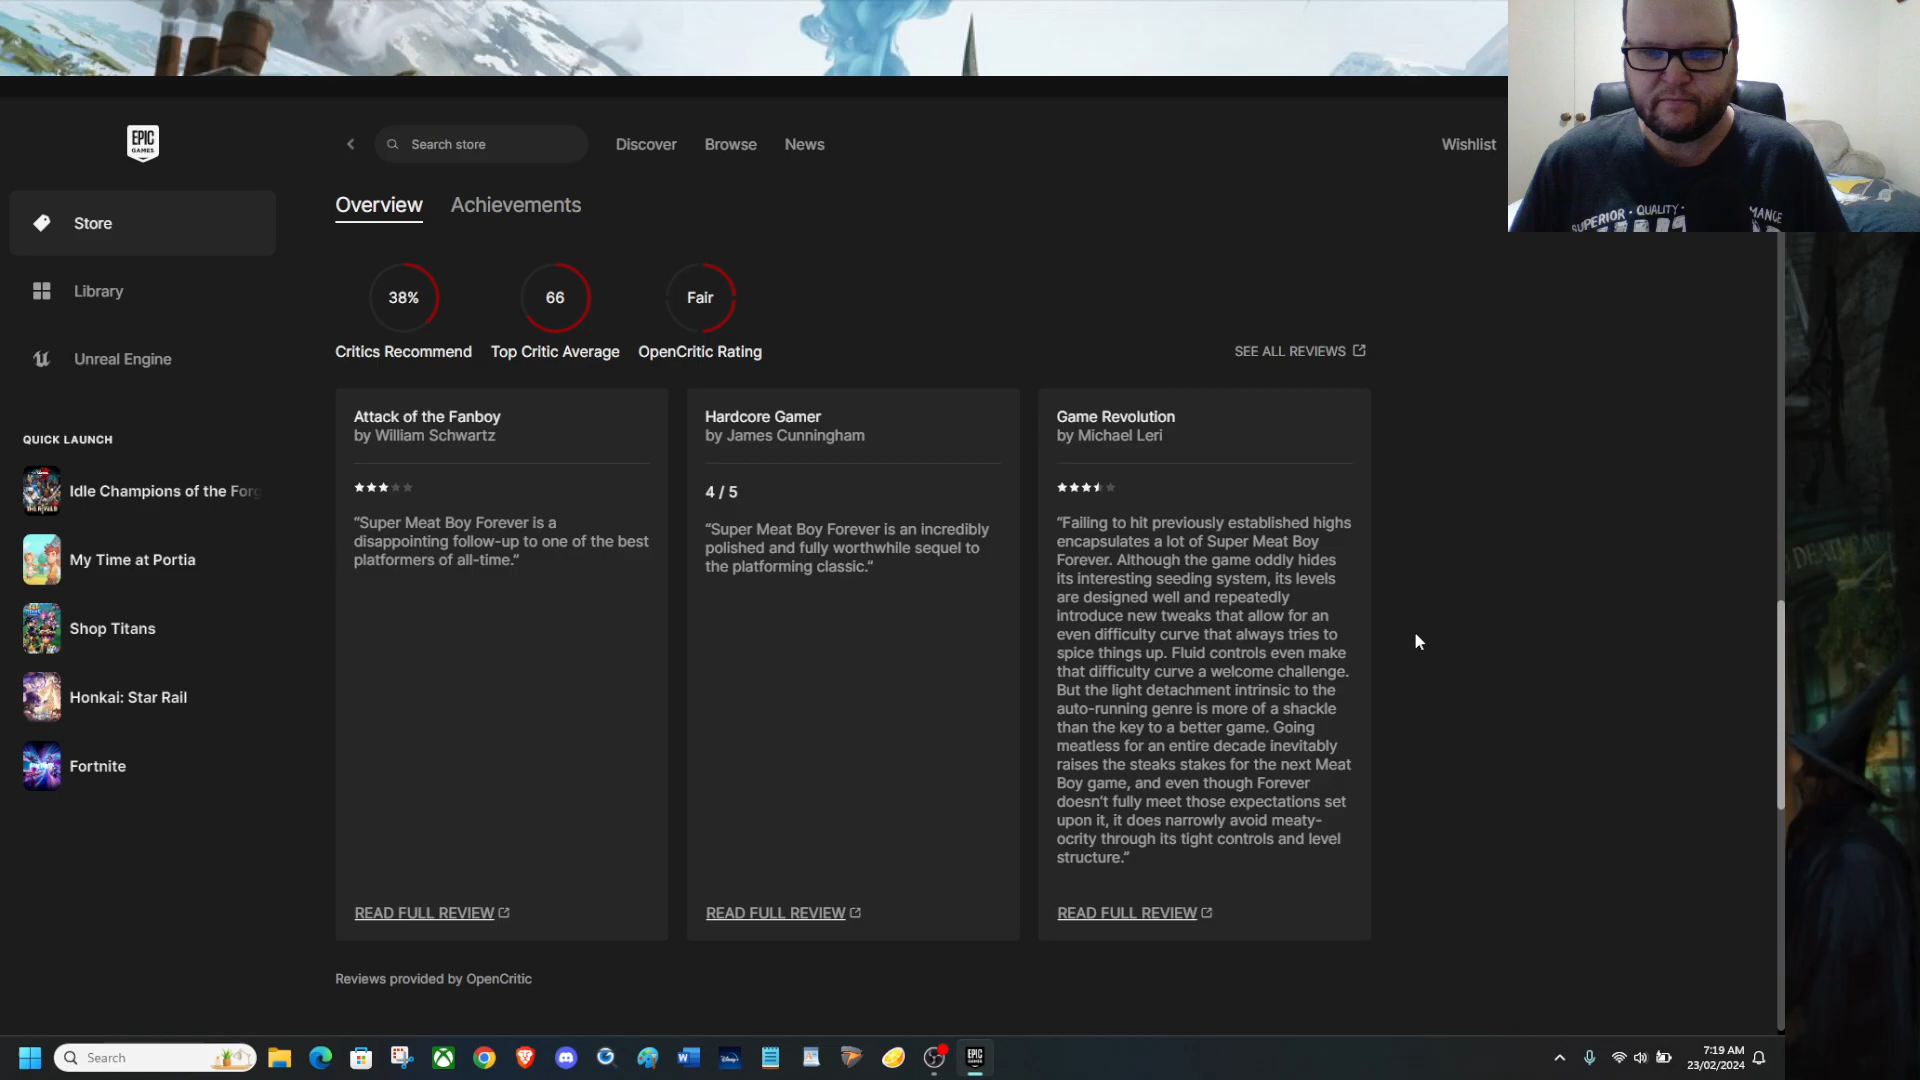 EPIC
GAMES
Search store
Discover
Browse
News
Wishlist
Store
Library
Unreal Engine
QUICK LAUNCH
Idle Champions of the Forg
My Time at Portia
Shop Titans
Honkai: Star Rail
Fortnite
Overview
Achievements
38%
66
Fair
Critics Recommend
Top Critic Average
OpenCritic Rating
SEE ALL REVIEWS
Attack of the Fanboy
by William Schwartz
“Super Meat Boy Forever is a
disappointing follow-up to one of the best
platformers of all-time.“
READ FULL REVIEW
Hardcore Gamer
by James Cunningham
4 / 5
“Super Meat Boy Forever is an incredibly
polished and fully worthwhile sequel to
the platforming classic.“
READ FULL REVIEW
Game Revolution
by Michael Leri
“Failing to hit previously established highs
encapsulates a lot of Super Meat Boy
Forever. Although the game oddly hides
its interesting seeding system, its levels
are designed well and repeatedly
introduce new tweaks that allow for an
even difficulty curve that always tries to
spice things up. Fluid controls even make
that difficulty curve a welcome challenge.
But the light detachment intrinsic to the
auto-running genre is more of a shackle
than the key to a better game. Going
meatless for an entire decade inevitably
raises the steaks stakes for the next Meat
Boy game, and even though Forever
doesn’t fully meet those expectations set
upon it, it does narrowly avoid meaty-
ocrity through its tight controls and level
structure.“
READ FULL REVIEW
Reviews provided by OpenCritic
SUPERIOR · QUALITY ·
Search
7:19 AM
23/02/2024